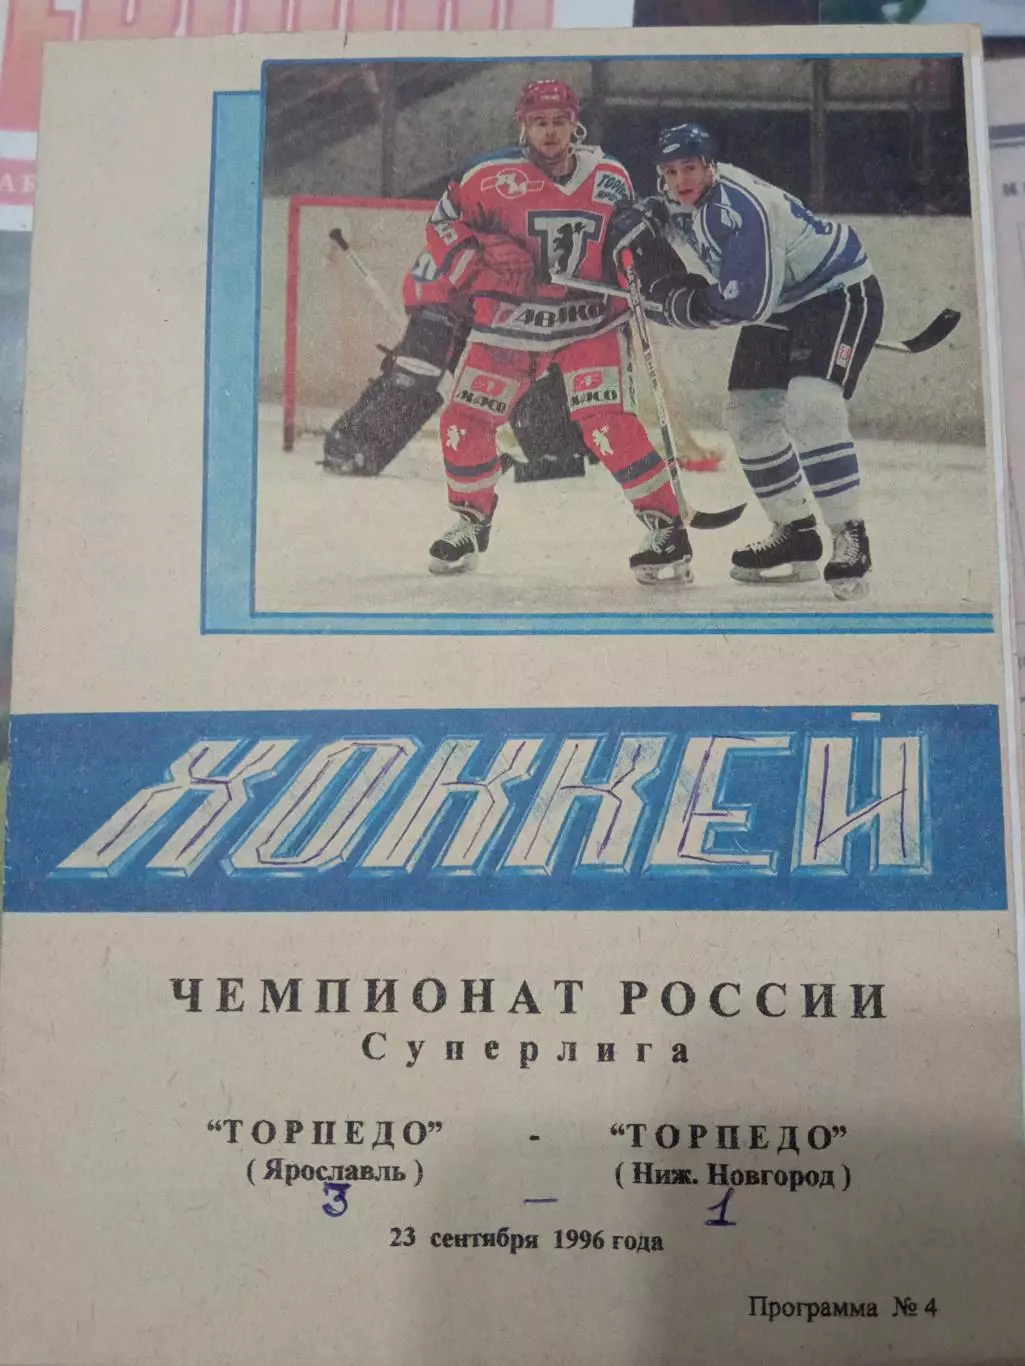 ХОККЕЙ
ЧЕМПИОНАТ РОССИИ
Суперлига
"ТОРПЕДО" - "ТОРПЕДО"
(Ярославль) (Ниж. Новгород)
3 — 1
23 сентября 1996 года
Программа № 4